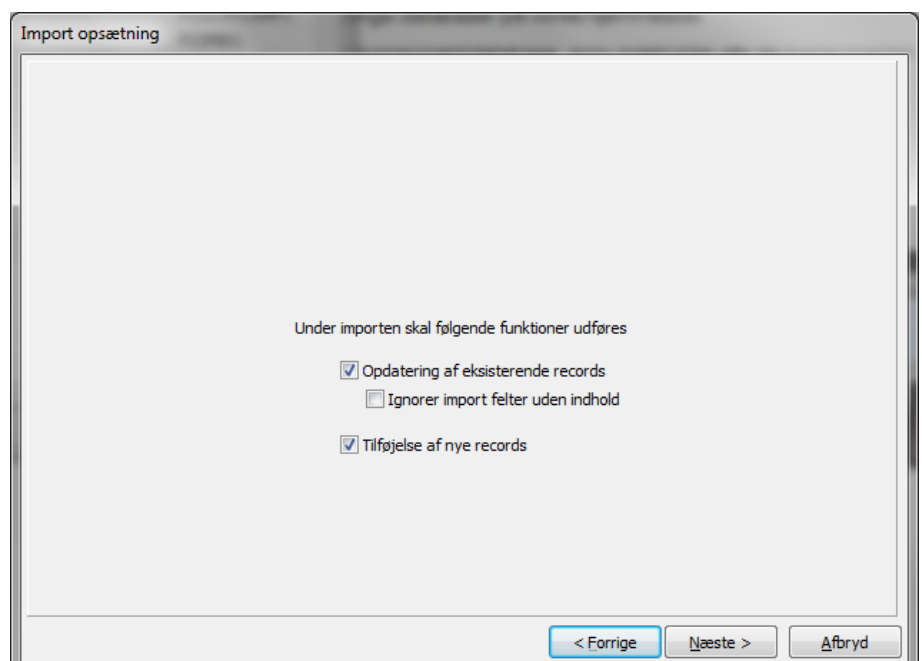 Import opsætning
Under importen skal følgende funktioner udføres
Opdatering af eksisterende records
Ignorer import felter uden indhold
Tilføjelse af nye records
< Forrige
Næste >
Afbryd